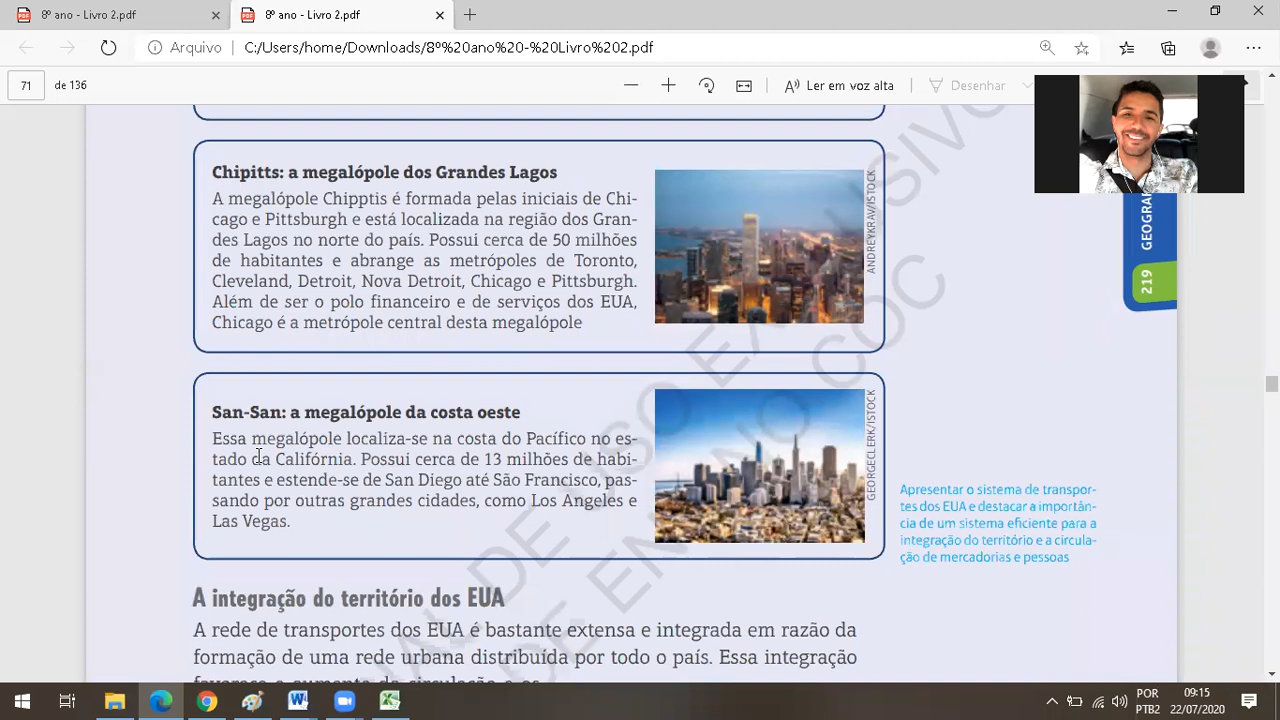 8º ano - Livro 2.pdf
8º ano - Livro 2.pdf
Arquivo
C:/Users/home/Downloads/8º%20ano%20-%20Livro%202.pdf
71 de 136
Ler em voz alta
Desenhar
Chipitts: a megalópole dos Grandes Lagos
A megalópole Chipptis é formada pelas iniciais de Chi-
cago e Pittsburgh e está localizada na região dos Gran-
des Lagos no norte do país. Possui cerca de 50 milhões
de habitantes e abrange as metrópoles de Toronto,
Cleveland, Detroit, Nova Detroit, Chicago e Pittsburgh.
Além de ser o polo financeiro e de serviços dos EUA,
Chicago é a metrópole central desta megalópole
ANDREYKRAV/ISTOCK
GEOGRAF
219
San-San: a megalópole da costa oeste
Essa megalópole localiza-se na costa do Pacífico no es-
tado da Califórnia. Possui cerca de 13 milhões de habi-
tantes e estende-se de San Diego até São Francisco, pas-
sando por outras grandes cidades, como Los Angeles e
Las Vegas.
GEORGECLERK/ISTOCK
Apresentar o sistema de transpor-
tes dos EUA e destacar a importân-
cia de um sistema eficiente para a
integração do território e a circula-
ção de mercadorias e pessoas
A integração do território dos EUA
A rede de transportes dos EUA é bastante extensa e integrada em razão da
formação de uma rede urbana distribuída por todo o país. Essa integração
DE USO EXCLUSIVO
DE ENSINO COC
POR
PTB2
09:15
22/07/2020